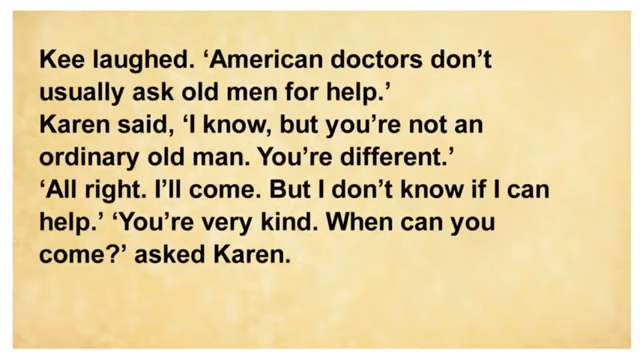 Kee laughed. ‘American doctors don’t
usually ask old men for help.’
Karen said, ‘I know, but you’re not an
ordinary old man. You’re different.’
‘All right. I’ll come. But I don’t know if I can
help.’ ‘You’re very kind. When can you
come?’ asked Karen.